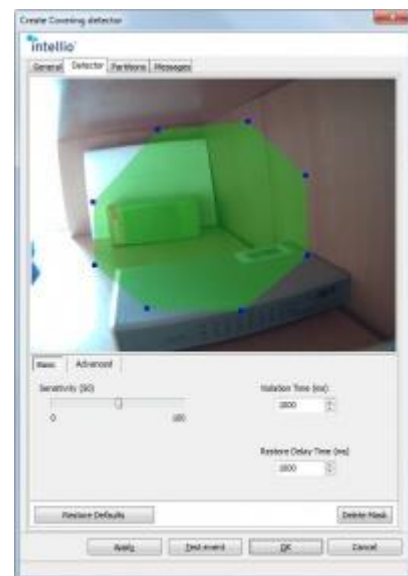 Create Covering detector
intellio
General Detector Partitions Messages
Basic Advanced
Sensitivity (50)
0 100
Violation Time (ms):
1000
Restore Delay Time (ms)
1000
Restore Defaults
Delete Mask
Apply Test event OK Cancel